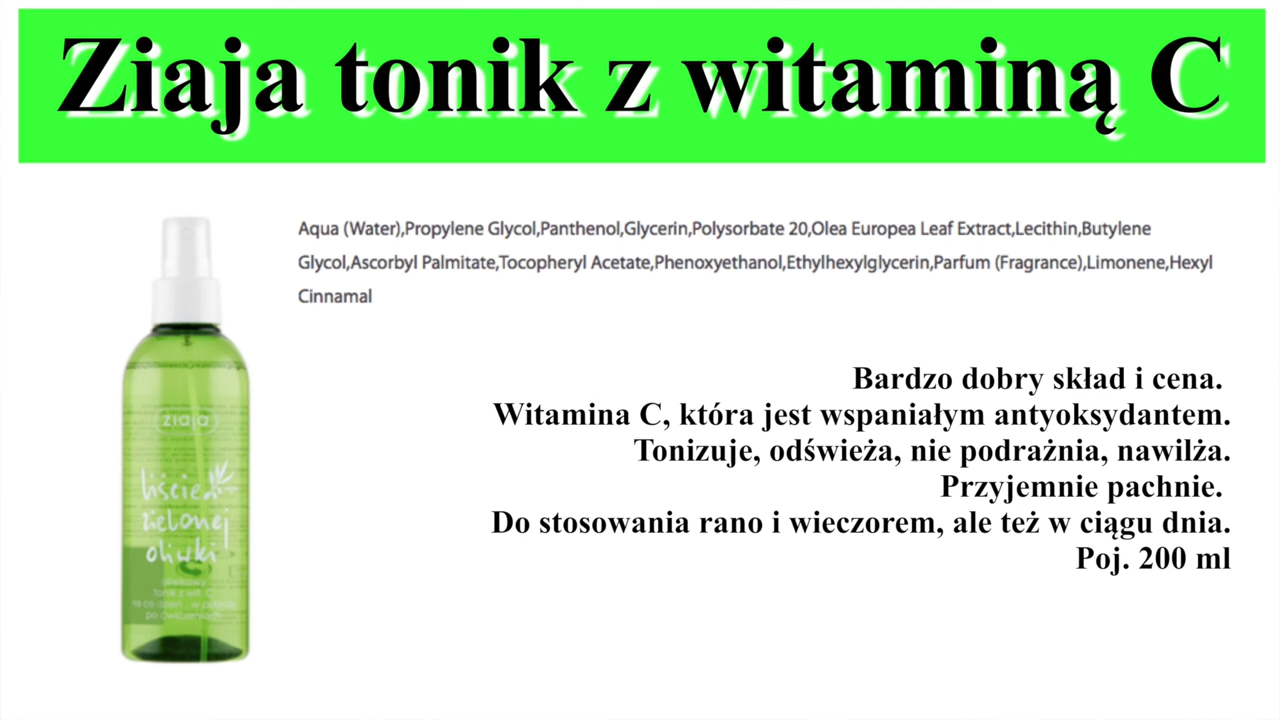 Ziaja tonik z witaminą C
Aqua (Water),Propylene Glycol,Panthenol,Glycerin,Polysorbate 20,Olea Europea Leaf Extract,Lecithin,Butylene
Glycol,Ascorbyl Palmitate,Tocopheryl Acetate,Phenoxyethanol,Ethylhexylglycerin,Parfum (Fragrance),Limonene,Hexyl
Cinnamal
Bardzo dobry skład i cena.
Witamina C, która jest wspaniałym antyoksydantem.
Tonizuje, odświeża, nie podrażnia, nawilża.
Przyjemnie pachnie.
Do stosowania rano i wieczorem, ale też w ciągu dnia.
Poj. 200 ml
ziaja
liście
zielonej
oliwki
tonik z wit. C